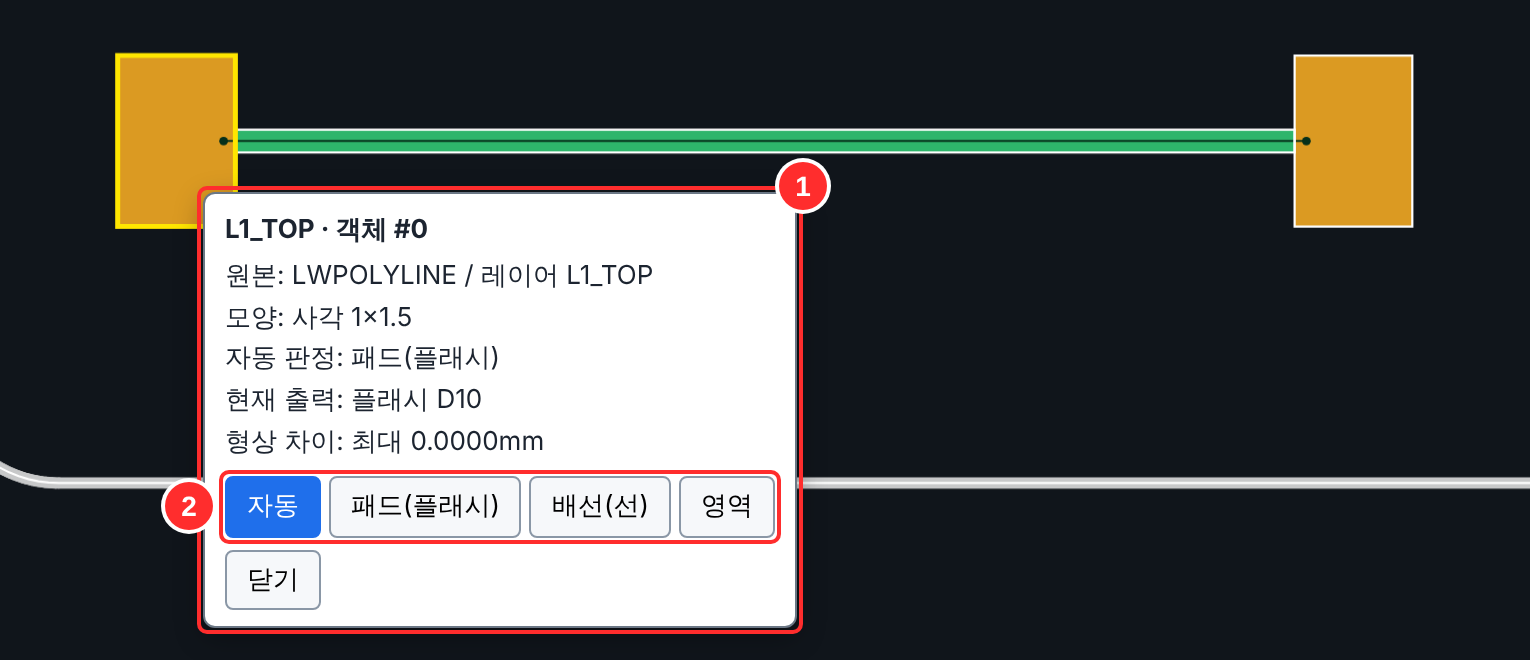 1
L1_TOP · 객체 #0
원본: LWPOLYLINE / 레이어 L1_TOP
모양: 사각 1×1.5
자동 판정: 패드(플래시)
현재 출력: 플래시 D10
형상 차이: 최대 0.0000mm
2
자동 패드(플래시) 배선(선) 영역
닫기